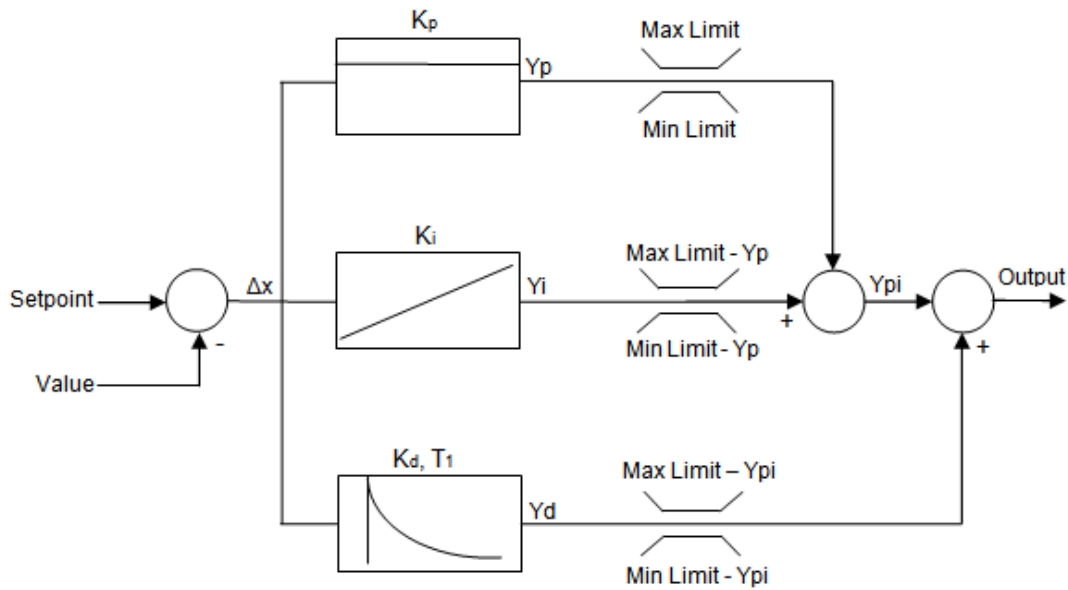 Kp
Yp
Max Limit
Min Limit
Ki
Yi
Max Limit - Yp
Min Limit - Yp
Setpoint
Δx
-
Value
+
Ypi
Output
+
Kd, T1
Yd
Max Limit – Ypi
Min Limit - Ypi